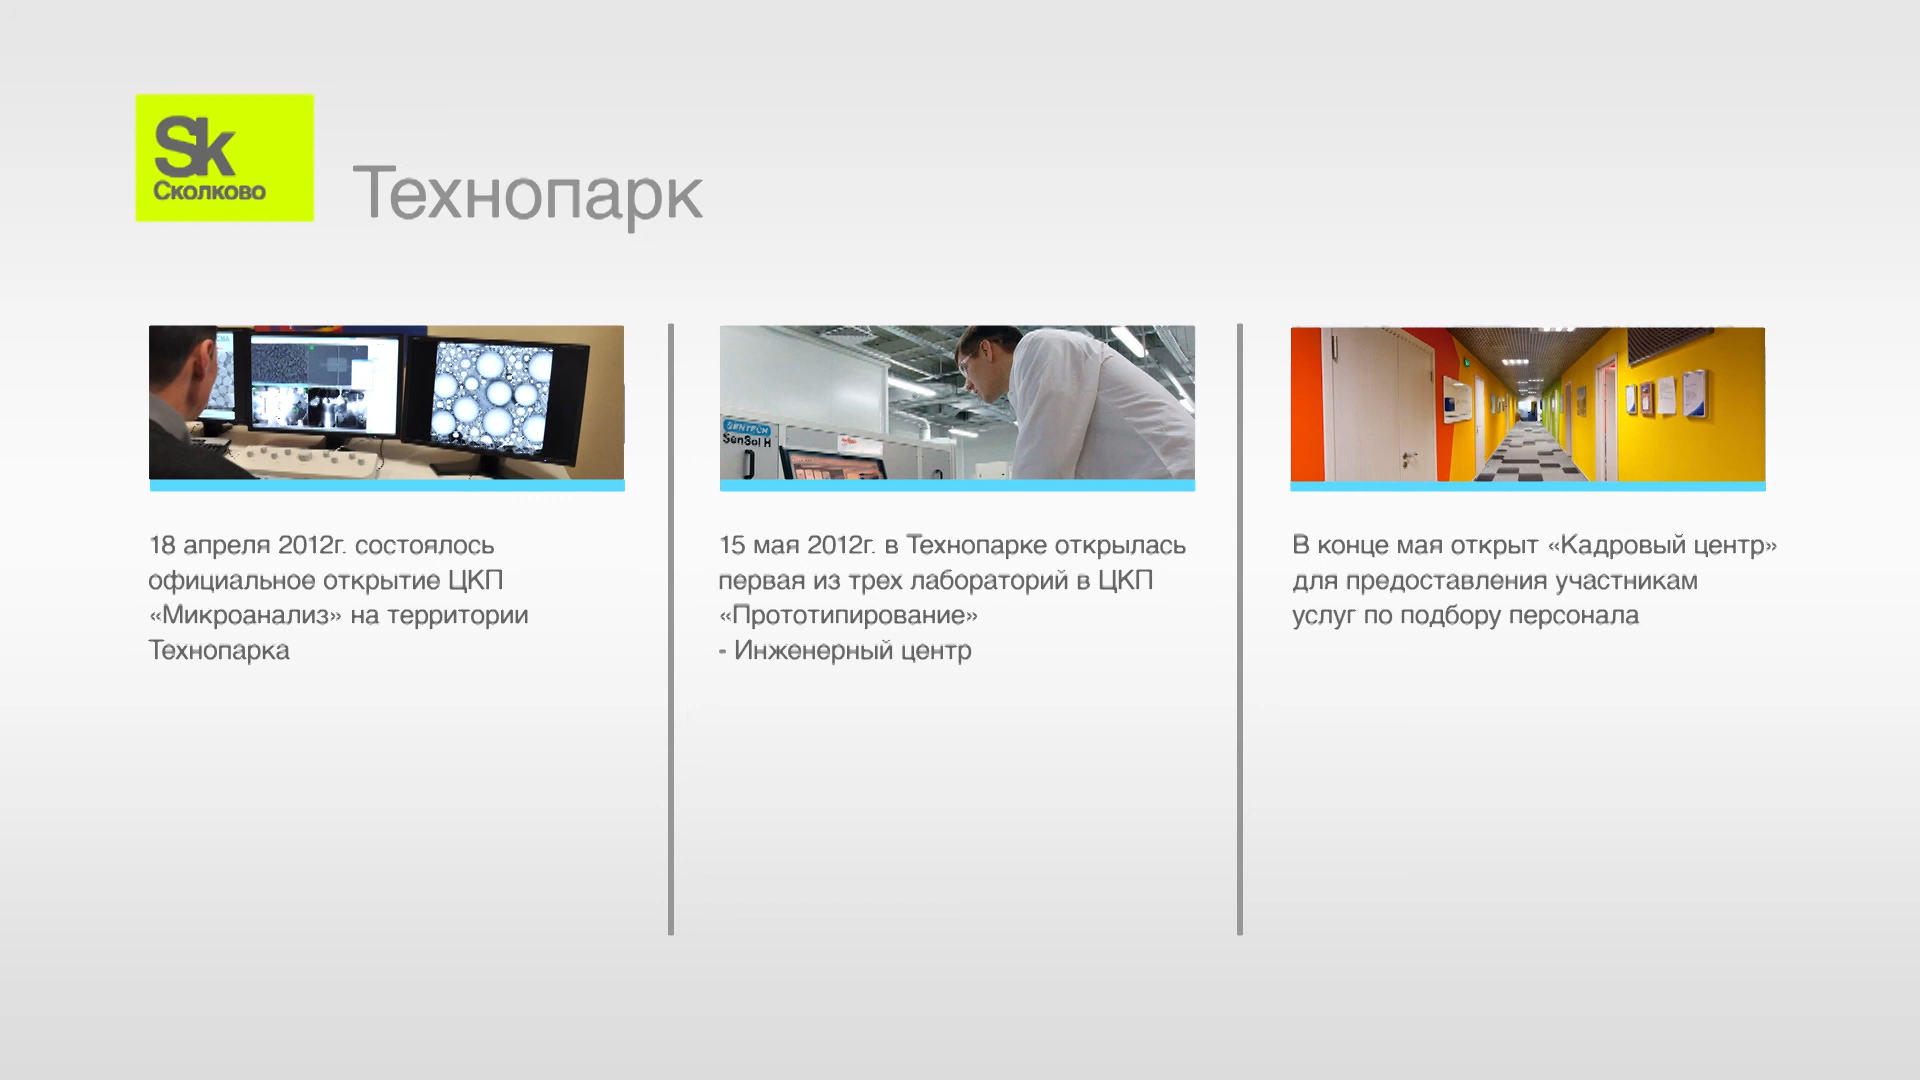 Sk
Сколково
Технопарк
SENTECH
SenSol H
18 апреля 2012г. состоялось
официальное открытие ЦКП
«Микроанализ» на территории
Технопарка
15 мая 2012г. в Технопарке открылась
первая из трех лабораторий в ЦКП
«Прототипирование»
- Инженерный центр
В конце мая открыт «Кадровый центр»
для предоставления участникам
услуг по подбору персонала